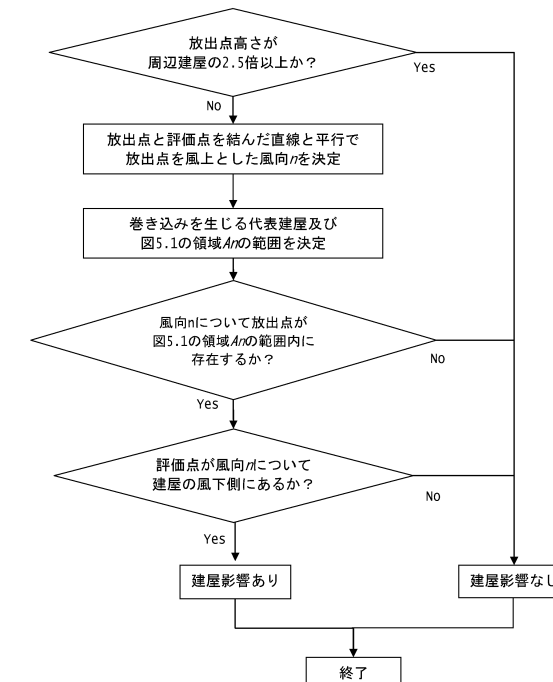 放出点高さが
周辺建屋の2.5倍以上か？
Yes
No
放出点と評価点を結んだ直線と平行で
放出点を風上とした風向nを決定
巻き込みを生じる代表建屋及び
図5.1の領域Anの範囲を決定
風向nについて放出点が
図5.1の領域Anの範囲内に
存在するか？
No
Yes
評価点が風向nについて
建屋の風下側にあるか？
No
Yes
建屋影響あり
建屋影響なし
終了